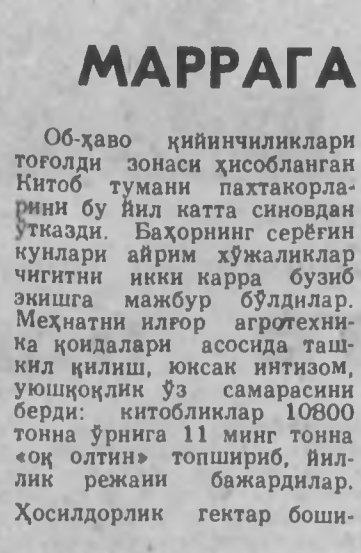 МАРРАГА
Об-ҳаво қийинчиликлари
тоғолди зонаси ҳисобланган
Китоб тумани пахтакорла-
рини бу йил катта синовдан
ўтказди. Баҳорнинг серёғин
кунлари айрим хўжаликлар
чигитни икки карра бузиб
экишга мажбур бўлдилар.
Меҳнатни илғор агротехни-
ка қоидалари асосида таш-
кил қилиш, юксак интизом,
уюшқоқлик ўз самарасини
берди: китобликлар 10800
тонна ўрнига 11 минг тонна
«оқ олтин» топшириб, йил-
лик режани бажардилар.
Ҳосилдорлик гектар боши-